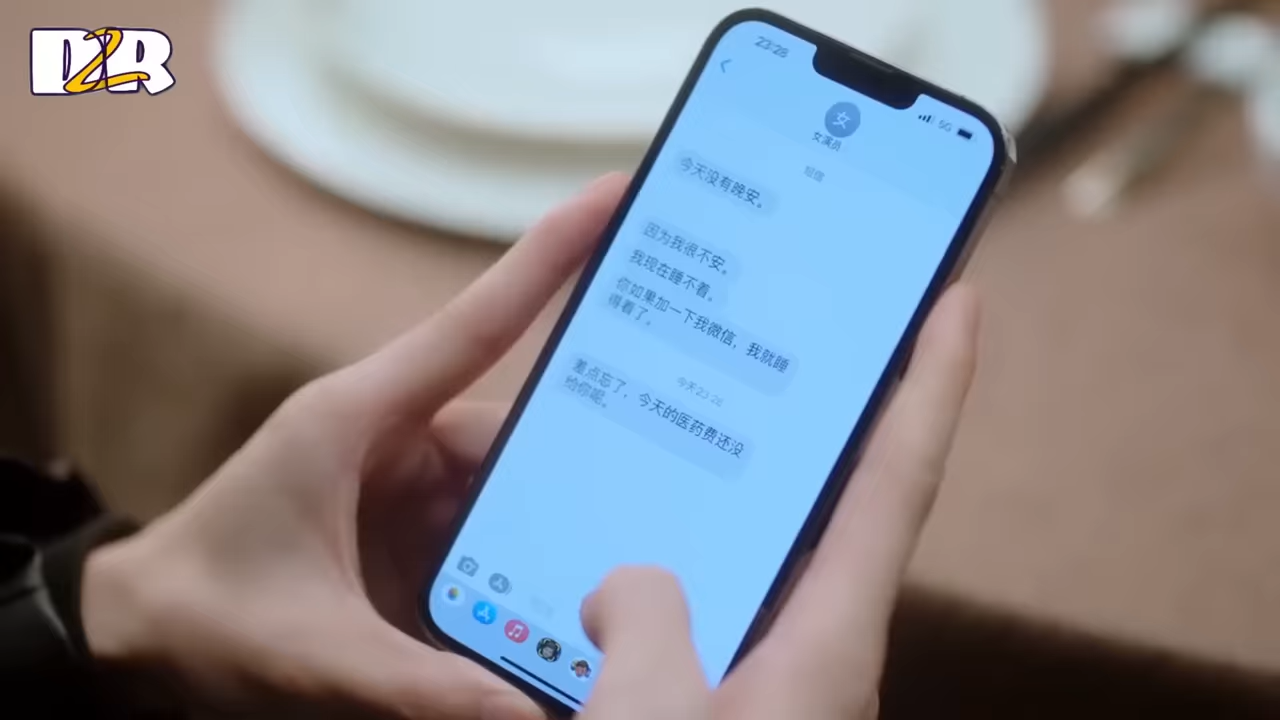 D2R
23:26
5G
女
女演员
短信
今天没有晚安。
因为我很不安。
我现在睡不着。
你如果加一下我微信，我就睡
得着了。
今天 23:26
差点忘了，今天的医药费还没
给你呢。